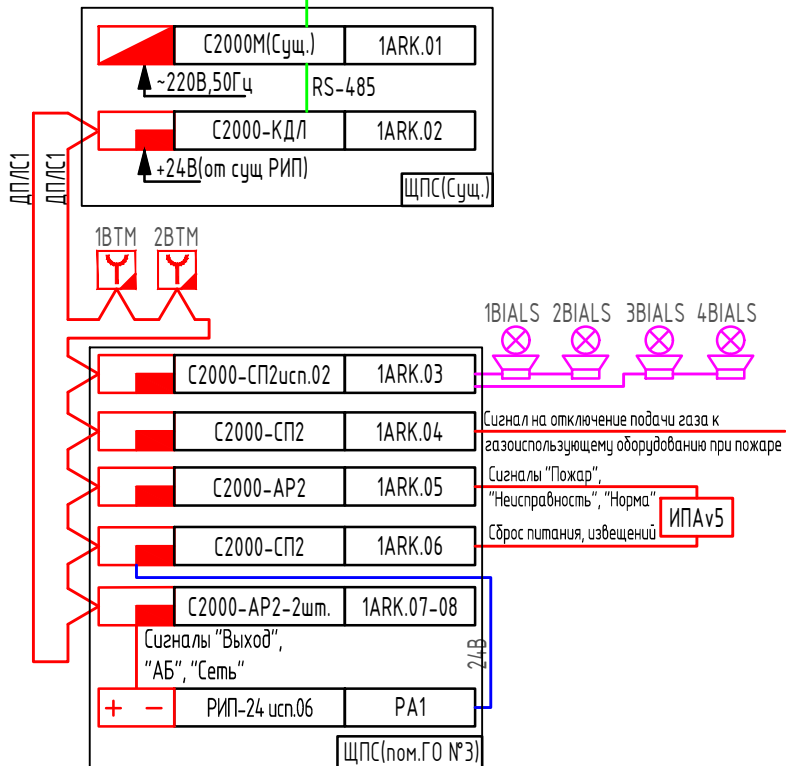 С2000М(Сущ.) 1ARK.01
~220В,50Гц
RS-485
С2000-КДЛ 1ARK.02
+24В(от сущ РИП)
ЩПС(Сущ.)
ДПЛС1
ДПЛС1
1BTM 2BTM
1BIALS 2BIALS 3BIALS 4BIALS
С2000-СП2исп.02 1ARK.03
С2000-СП2 1ARK.04
Сигнал на отключение подачи газа к
газоиспользующему оборудованию при пожаре
С2000-АР2 1ARK.05
Сигналы "Пожар",
"Неисправность", "Норма"
ИПАv5
Сброс питания, извещений
С2000-СП2 1ARK.06
С2000-АР2-2шт. 1ARK.07-08
Сигналы "Выход",
"АБ", "Сеть"
24В
+ - РИП-24 исп.06 PA1
ЩПС(пом.ГО №3)